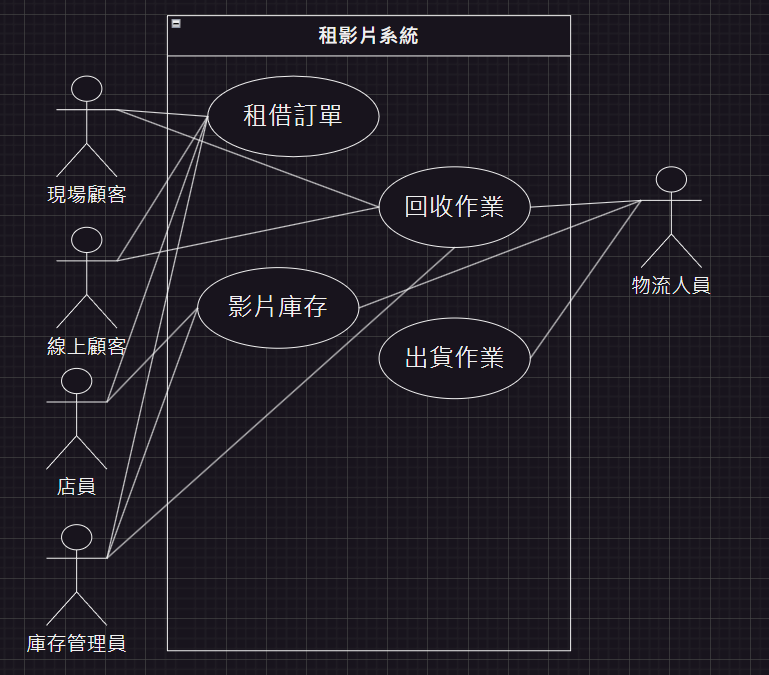 租影片系統
租借訂單
現場顧客
回收作業
物流人員
線上顧客
影片庫存
出貨作業
店員
庫存管理員